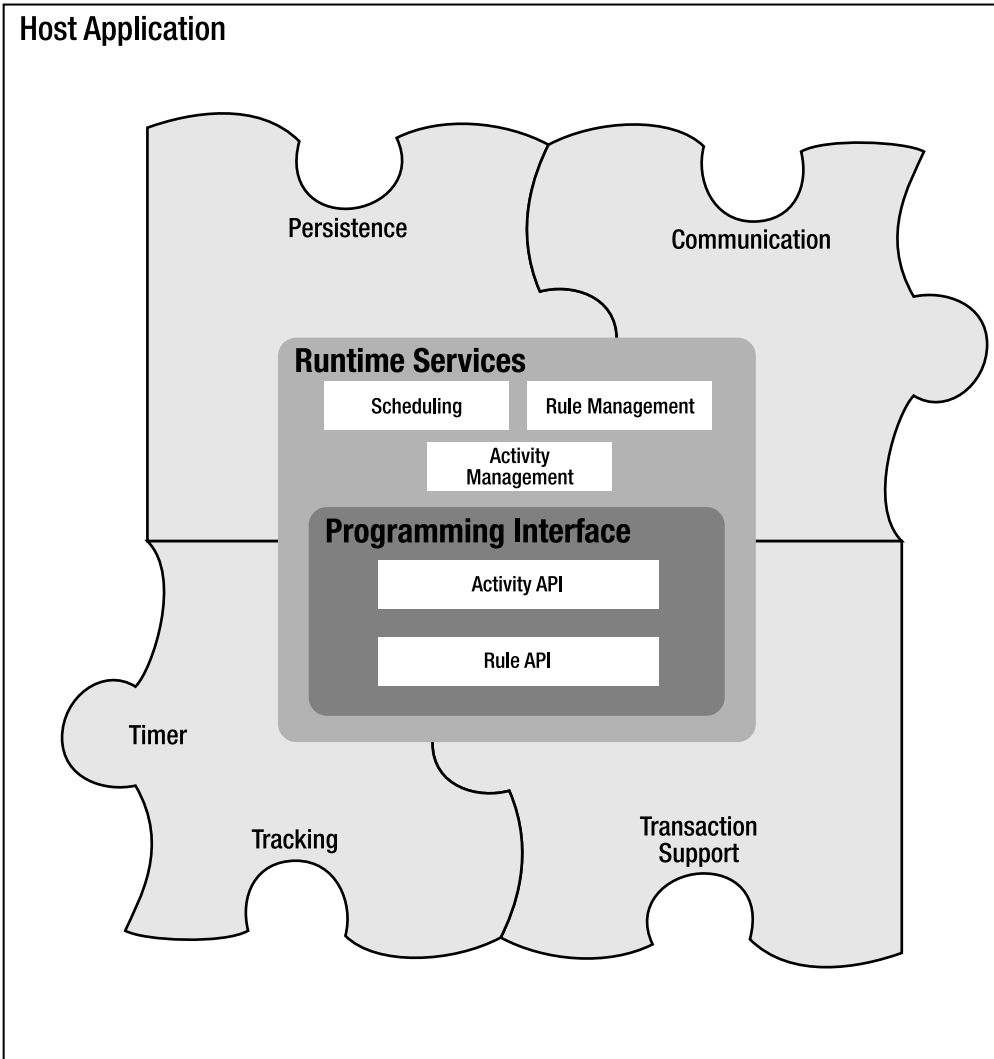 Host Application
Persistence
Communication
Runtime Services
Scheduling
Rule Management
Activity
Management
Programming Interface
Activity API
Rule API
Timer
Tracking
Transaction
Support